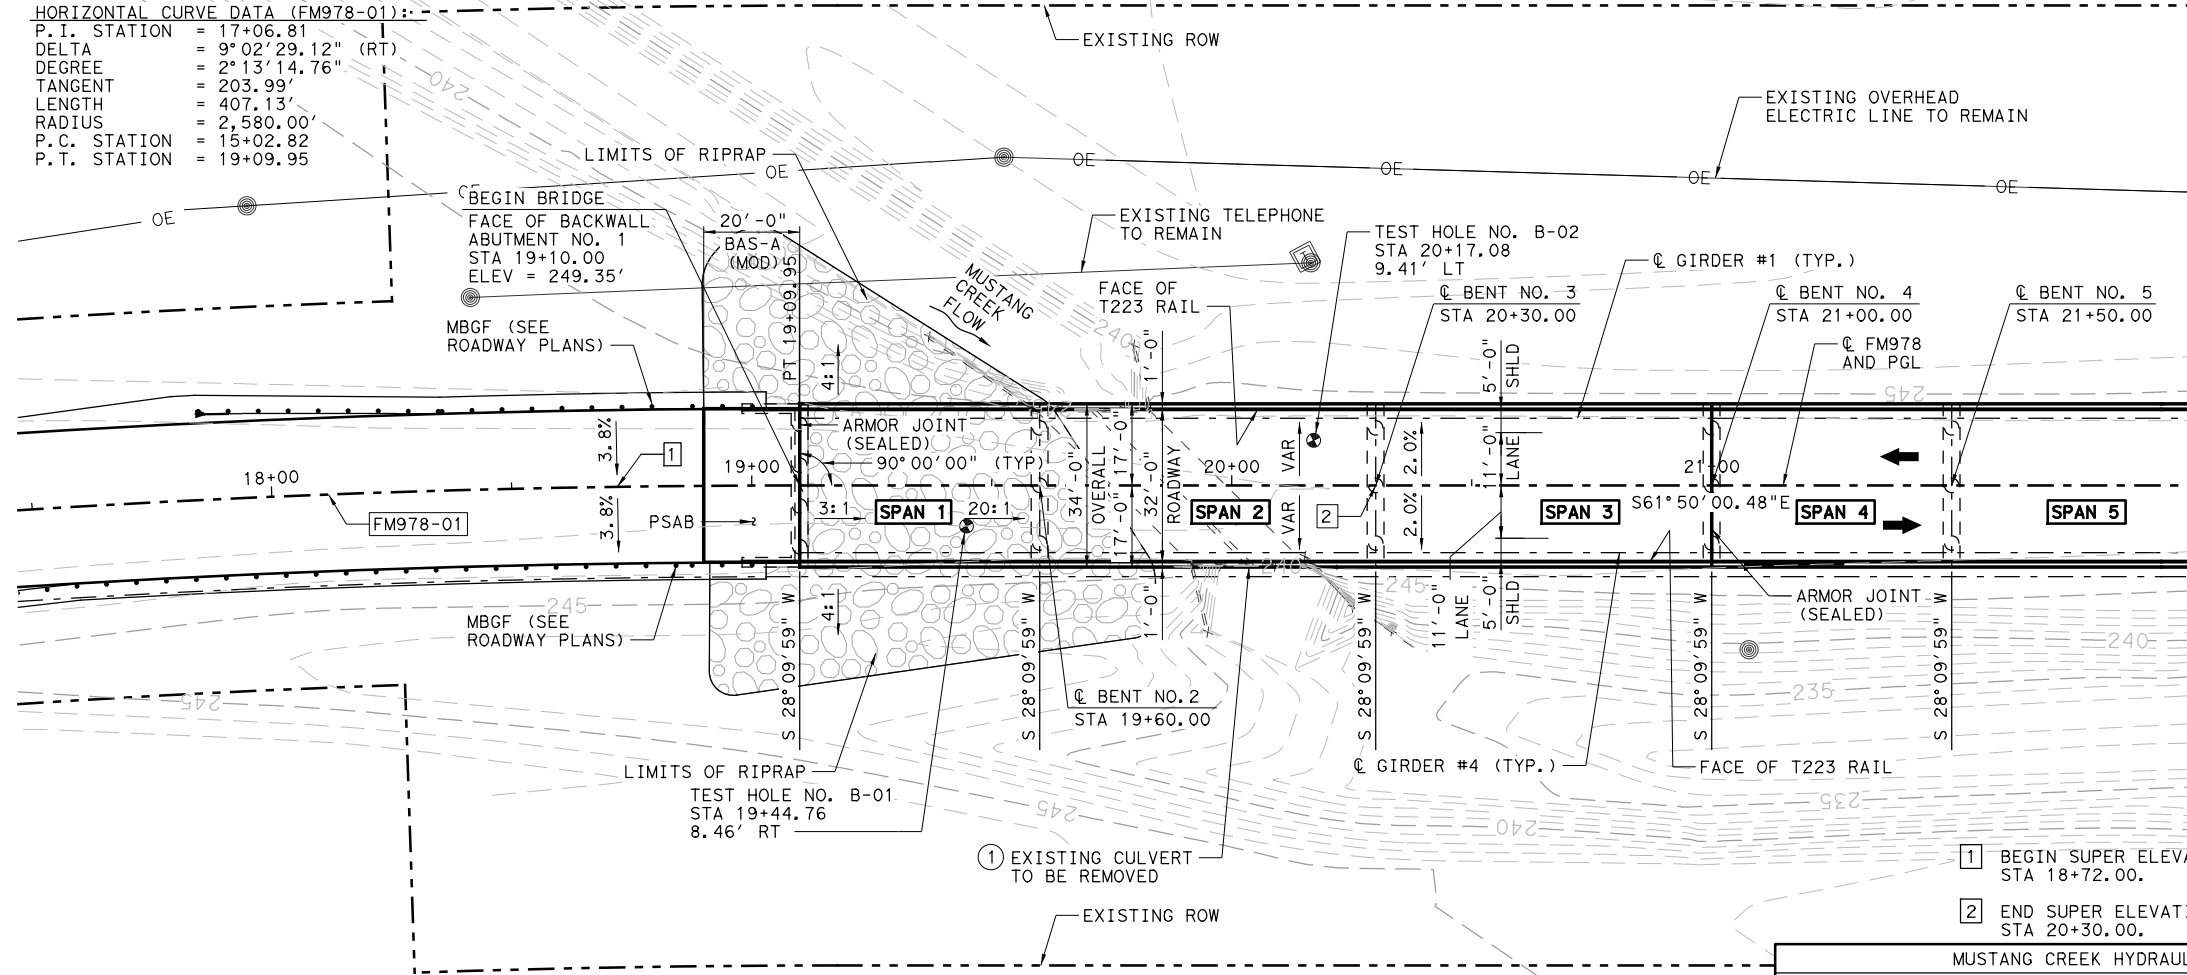 HORIZONTAL CURVE DATA (FM978-01):
P.I. STATION = 17+06.81
DELTA = 9°02'29.12" (RT)
DEGREE = 2°13'14.76"
TANGENT = 203.99'
LENGTH = 407.13'
RADIUS = 2,580.00'
P.C. STATION = 15+02.82
P.T. STATION = 19+09.95
EXISTING ROW
EXISTING OVERHEAD
ELECTRIC LINE TO REMAIN
240
LIMITS OF RIPRAP
OE
OE
OE
OE
OE
OE
BEGIN BRIDGE
FACE OF BACKWALL
ABUTMENT NO. 1
STA 19+10.00
ELEV = 249.35'
20'-0"
BAS-A
(MOD)
PT 19+09.95
EXISTING TELEPHONE
TO REMAIN
MUSTANG
CREEK
FLOW
TEST HOLE NO. B-02
STA 20+17.08
9.41' LT
℄ GIRDER #1 (TYP.)
FACE OF
T223 RAIL
℄ BENT NO. 3
STA 20+30.00
℄ BENT NO. 4
STA 21+00.00
℄ BENT NO. 5
STA 21+50.00
MBGF (SEE
ROADWAY PLANS)
240
℄ FM978
AND PGL
4:1
1'-0"
5'-0"
SHLD
245
3.8%
1
ARMOR JOINT
(SEALED)
90°00'00" (TYP)
18+00
19+00
20+00
21+00
17'-0"
VAR
2.0%
11'-0"
LANE
34'-0"
OVERALL
32'-0"
ROADWAY
FM978-01
3.8%
PSAB
3:1
SPAN 1
20:1
17'-0"
SPAN 2
VAR
2
2.0%
SPAN 3
S61°50'00.48"E
SPAN 4
SPAN 5
240
245
245
4:1
1'-0"
11'-0"
LANE
5'-0"
SHLD
ARMOR JOINT
(SEALED)
MBGF (SEE
ROADWAY PLANS)
S 28°09'59" W
S 28°09'59" W
S 28°09'59" W
S 28°09'59" W
S 28°09'59" W
240
235
245
℄ BENT NO.2
STA 19+60.00
LIMITS OF RIPRAP
℄ GIRDER #4 (TYP.)
FACE OF T223 RAIL
TEST HOLE NO. B-01
STA 19+44.76
8.46' RT
245
235
240
1 EXISTING CULVERT
TO BE REMOVED
EXISTING ROW
1 BEGIN SUPER ELEVA
STA 18+72.00.
2 END SUPER ELEVATI
STA 20+30.00.
MUSTANG CREEK HYDRAUL